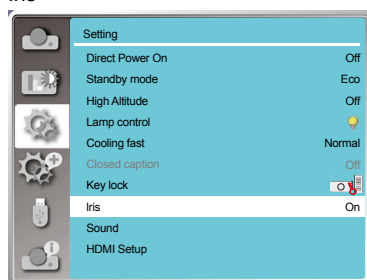 Iris
Setting
Direct Power On Off
Standby mode Eco
High Altitude Off
Lamp control
Cooling fast Normal
Closed caption Off
Key lock
Iris On
Sound
HDMI Setup